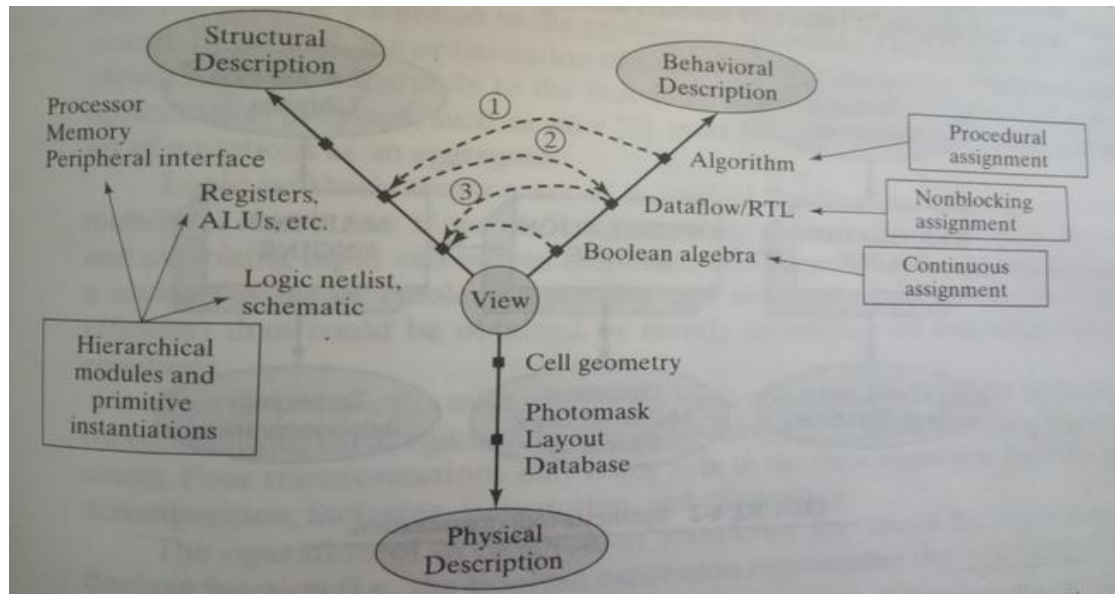 Structural
Description
Behavioral
Description
Processor
Memory
Peripheral interface
Registers,
ALUs, etc.
Logic netlist,
schematic
Hierarchical
modules and
primitive
instantiations
1
2
3
Algorithm
Dataflow/RTL
Boolean algebra
Procedural
assignment
Nonblocking
assignment
Continuous
assignment
View
Cell geometry
Photomask
Layout
Database
Physical
Description